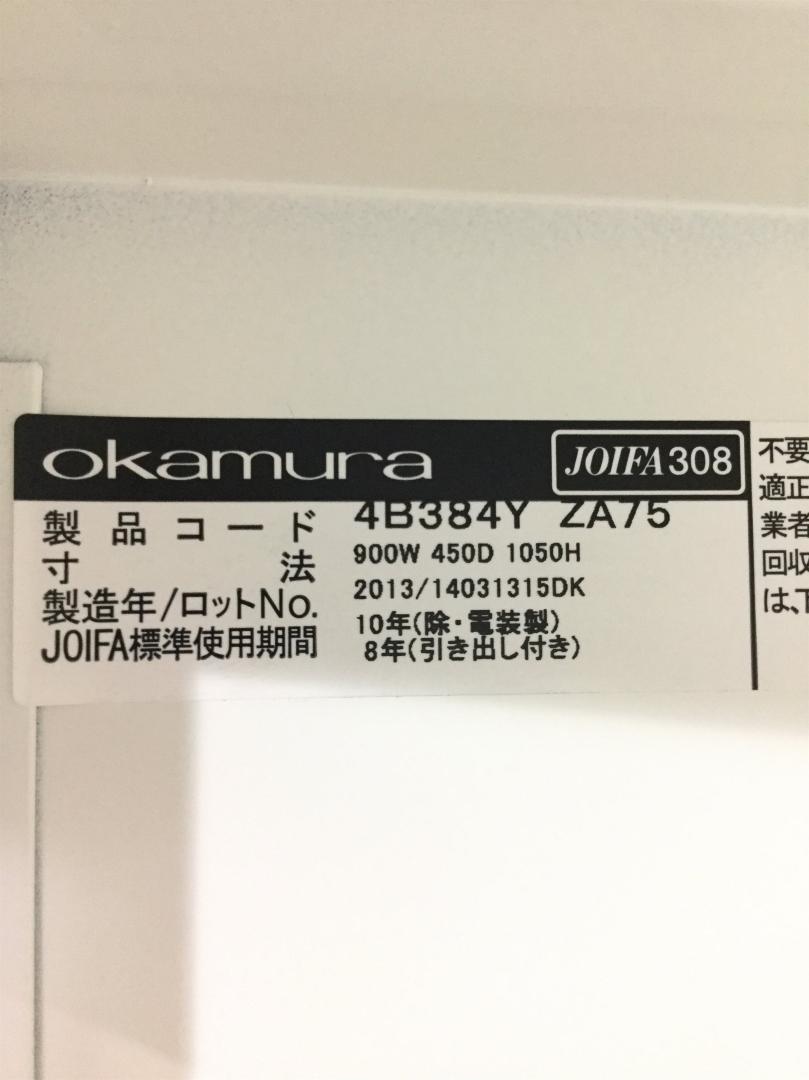 okamura JOIFA308
製品コード 4B384Y ZA75
寸法 900W 450D 1050H
製造年/ロットNo. 2013/14031315DK
JOIFA標準使用期間 10年(除・電装製)
8年(引き出し付き)
不要
適正
業者
回収
は、下